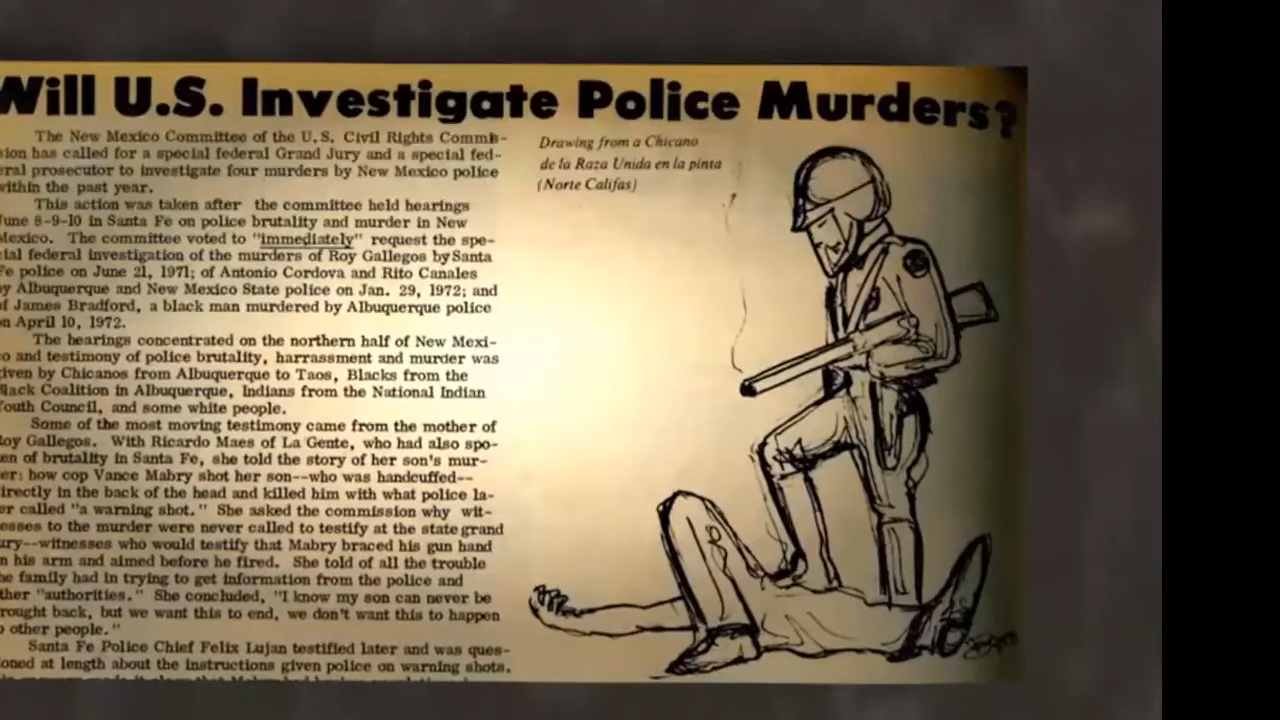 Will U.S. Investigate Police Murders?
The New Mexico Committee of the U.S. Civil Rights Commis-
sion has called for a special federal Grand Jury and a special fed-
eral prosecutor to investigate four murders by New Mexico police
within the past year.
This action was taken after the committee held hearings
June 8-9-10 in Santa Fe on police brutality and murder in New
Mexico. The committee voted to "immediately" request the spe-
cial federal investigation of the murders of Roy Gallegos by Santa
Fe police on June 21, 1971; of Antonio Cordova and Rito Canales
by Albuquerque and New Mexico State police on Jan. 29, 1972; and
of James Bradford, a black man murdered by Albuquerque police
on April 10, 1972.
The hearings concentrated on the northern half of New Mexi-
co and testimony of police brutality, harrassment and murder was
given by Chicanos from Albuquerque to Taos, Blacks from the
Black Coalition in Albuquerque, Indians from the National Indian
Youth Council, and some white people.
Some of the most moving testimony came from the mother of
Roy Gallegos. With Ricardo Maes of La Gente, who had also spo-
ken of brutality in Santa Fe, she told the story of her son's mur-
der: how cop Vance Mabry shot her son--who was handcuffed--
directly in the back of the head and killed him with what police la-
ter called "a warning shot." She asked the commission why wit-
nesses to the murder were never called to testify at the state grand
jury--witnesses who would testify that Mabry braced his gun hand
on his arm and aimed before he fired. She told of all the trouble
the family had in trying to get information from the police and
other "authorities." She concluded, "I know my son can never be
brought back, but we want this to end, we don't want this to happen
to other people."
Santa Fe Police Chief Felix Lujan testified later and was ques-
tioned at length about the instructions given police on warning shots.
Drawing from a Chicano
de la Raza Unida en la pinta
(Norte Califas)